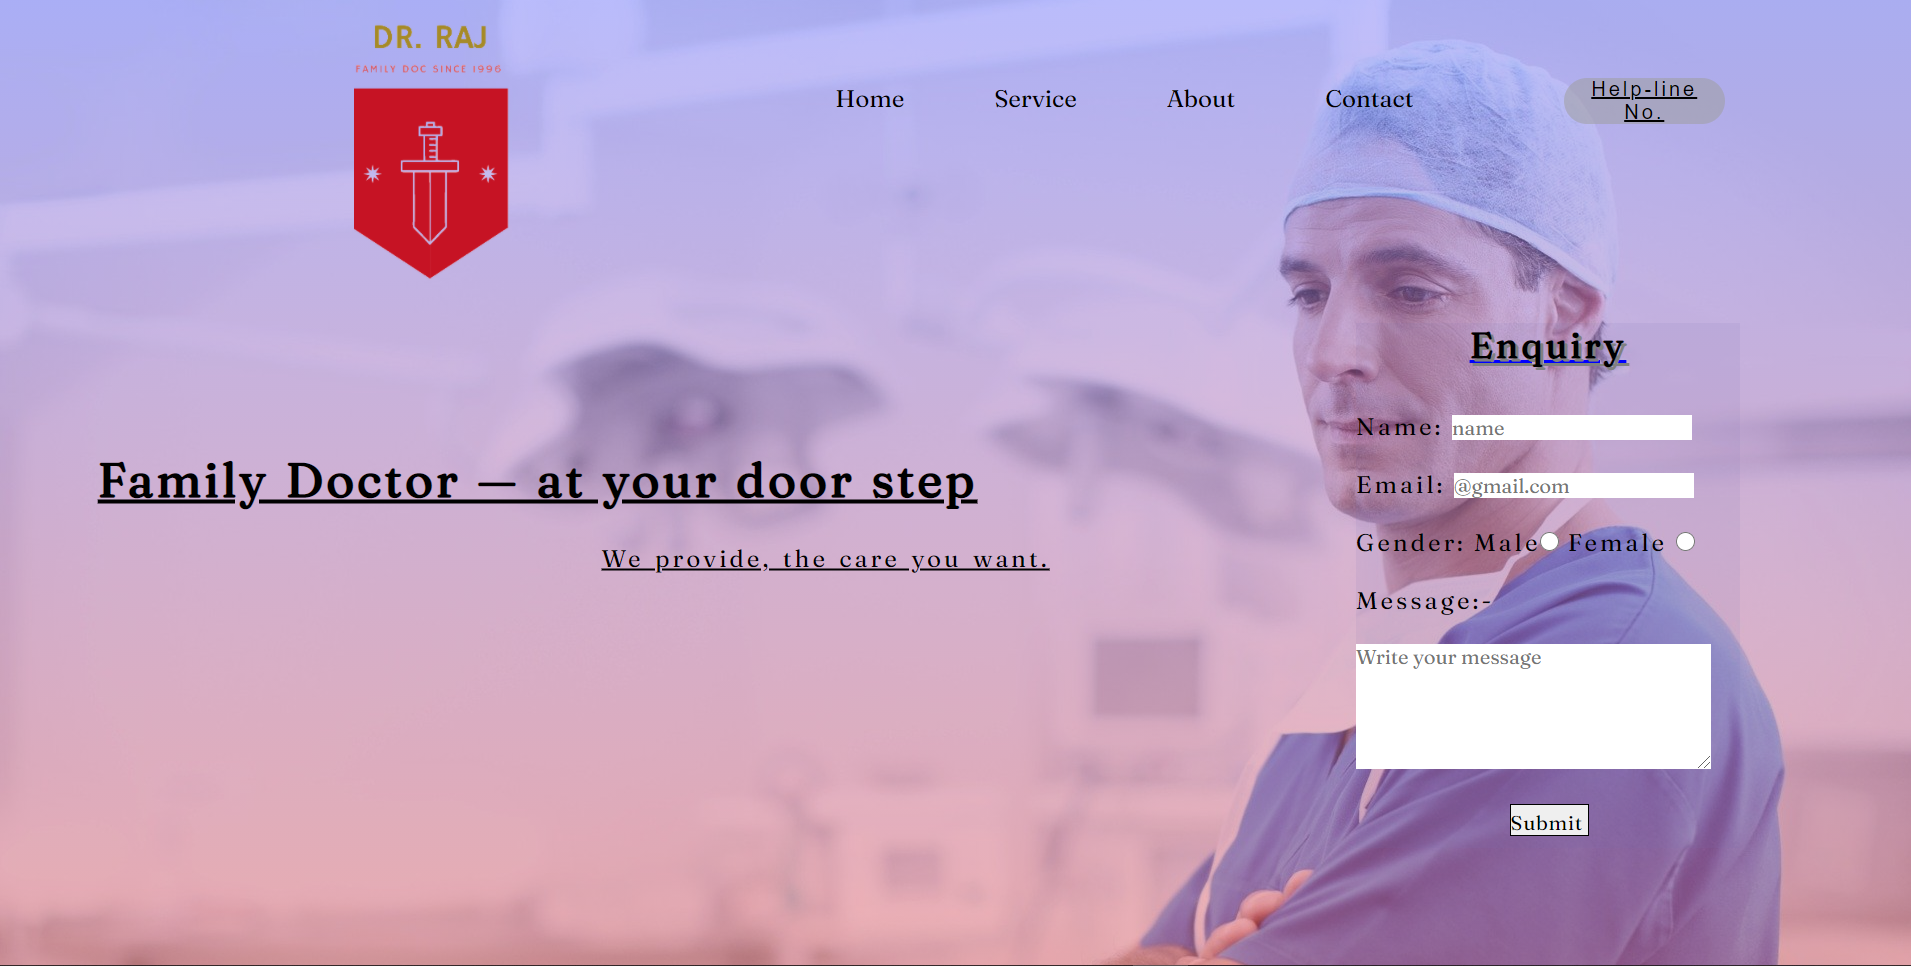 DR. RAJ
FAMILY DOC SINCE 1996
Home
Service
About
Contact
Help-line
No.
Enquiry
Name: name
Email: @gmail.com
Gender: Male Female
Message:-
Write your message
Submit
Family Doctor — at your door step
We provide, the care you want.